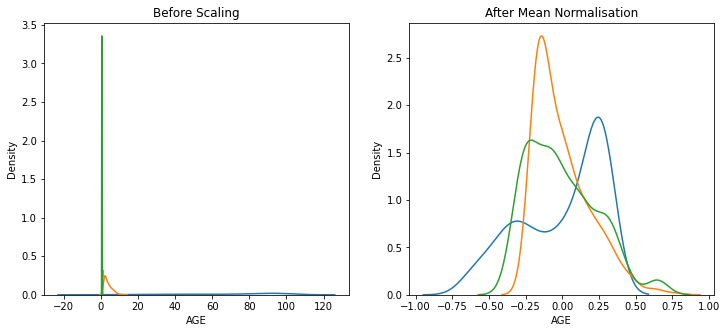 Before Scaling
3.5
3.0
2.5
2.0
1.5
1.0
0.5
0.0
Density
−20 0 20 40 60 80 100 120
AGE
After Mean Normalisation
2.5
2.0
1.5
1.0
0.5
0.0
Density
−1.00 −0.75 −0.50 −0.25 0.00 0.25 0.50 0.75 1.00
AGE